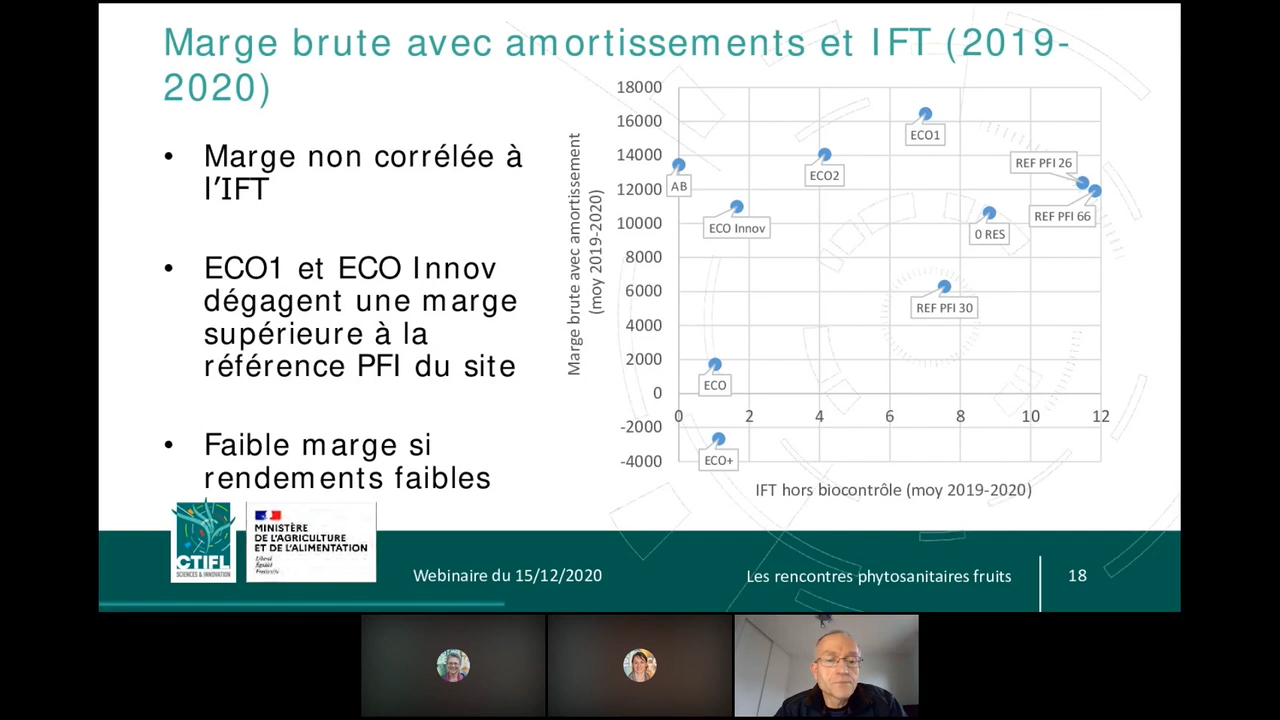 Marge brute avec amortissements et IFT (2019-
2020)
• Marge non corrélée à
l'IFT
• ECO1 et ECO Innov
dégagent une marge
supérieure à la
référence PFI du site
• Faible marge si
rendements faibles
Marge brute avec amortissement
(moy 2019-2020)
18000
16000
14000
12000
10000
8000
6000
4000
2000
0
-2000
-4000
0 2 4 6 8 10 12
AB
ECO Innov
ECO2
ECO1
REF PFI 26
REF PFI 66
0 RES
REF PFI 30
ECO
ECO+
IFT hors biocontrôle (moy 2019-2020)
CTIFL
SCIENCES & INNOVATION
MINISTÈRE
DE L'AGRICULTURE
ET DE L'ALIMENTATION
Liberté
Égalité
Fraternité
Webinaire du 15/12/2020
Les rencontres phytosanitaires fruits
18